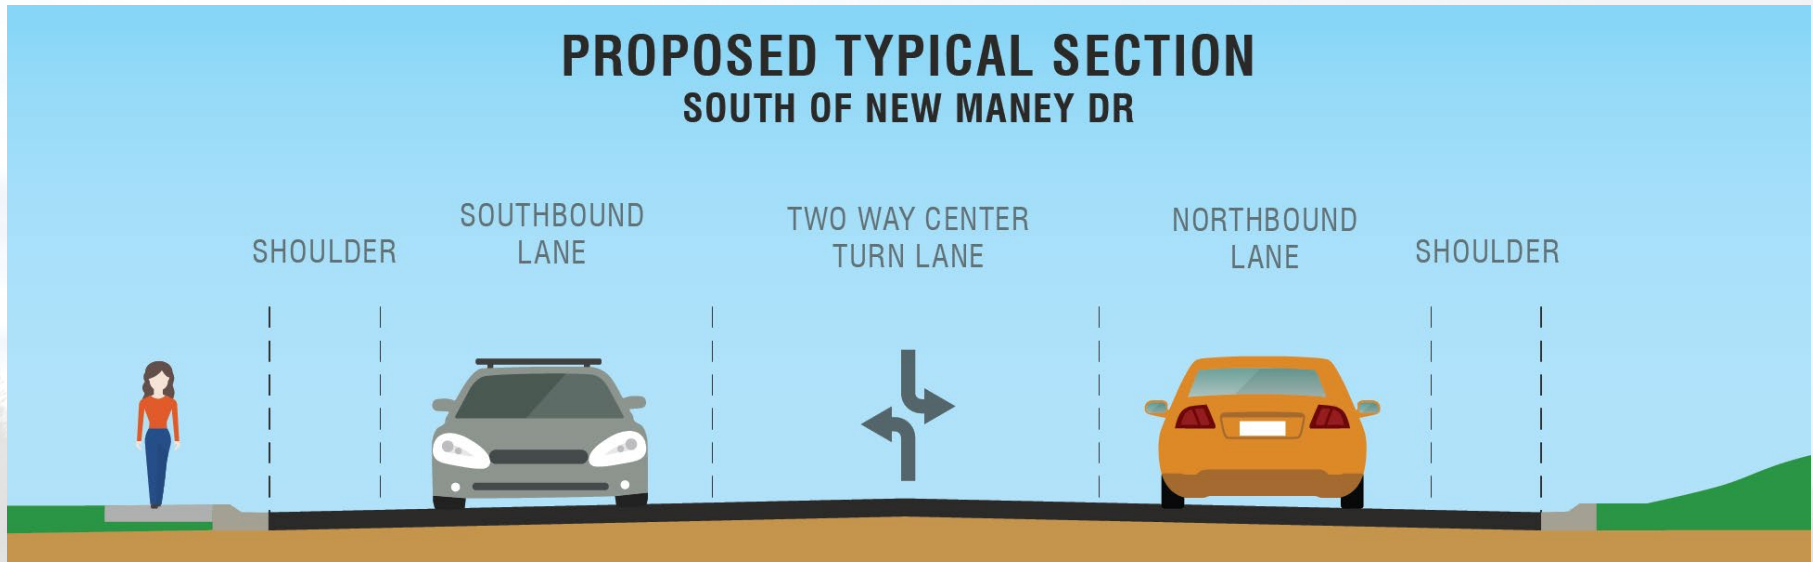 PROPOSED TYPICAL SECTION
SOUTH OF NEW MANEY DR
SHOULDER
SOUTHBOUND
LANE
TWO WAY CENTER
TURN LANE
NORTHBOUND
LANE
SHOULDER